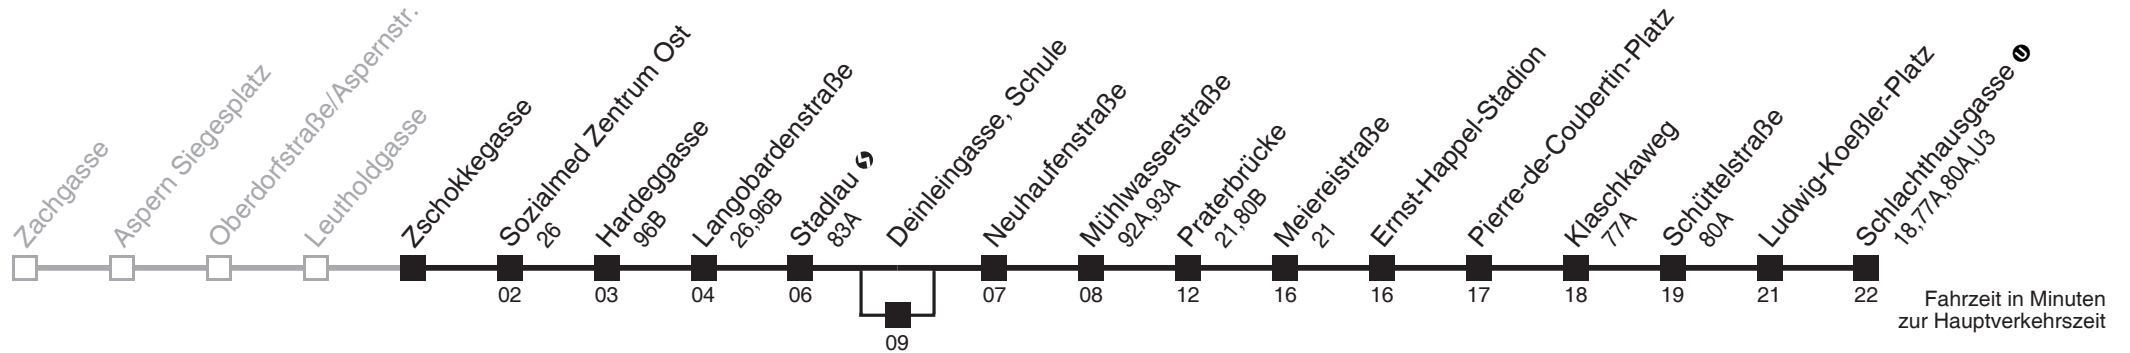 Zachgasse
Aspern Siegesplatz
Oberdorfstraße/Aspernstr.
Leutholdgasse
Zschokkegasse
Sozialmed Zentrum Ost
26
Hardeggasse
96B
Langobardenstraße
26,96B
Stadlau
83A
Deinleingasse, Schule
Neuhaufenstraße
Mühlwasserstraße
92A,93A
Praterbrücke
21,80B
Meiereistraße
21
Ernst-Happel-Stadion
Pierre-de-Coubertin-Platz
Klaschkaweg
77A
Schüttelstraße
80A
Ludwig-Koeßler-Platz
Schlachthausgasse U
18,77A,80A,U3
02 03 04 06 07 08 12 16 16 17 18 19 21 22
09
Fahrzeit in Minuten
zur Hauptverkehrszeit